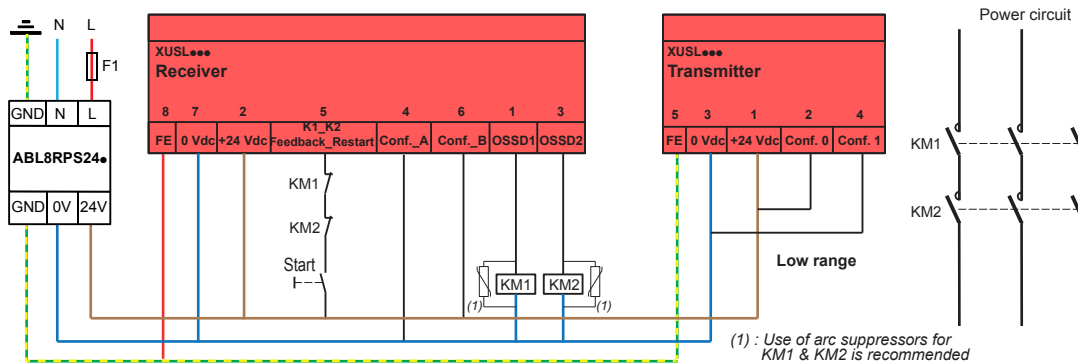 N L
F1
GND N L
ABL8RPS24●
GND 0V 24V
XUSL●●●
Receiver
8 7 2 5 4 6 1 3
FE 0 Vdc +24 Vdc K1_K2 Feedback_Restart Conf._A Conf._B OSSD1 OSSD2
KM1
KM2
Start
KM1 KM2
(1) (1)
XUSL●●●
Transmitter
5 3 1 2 4
FE 0 Vdc +24 Vdc Conf. 0 Conf. 1
Low range
Power circuit
KM1
KM2
(1) : Use of arc suppressors for
KM1 & KM2 is recommended